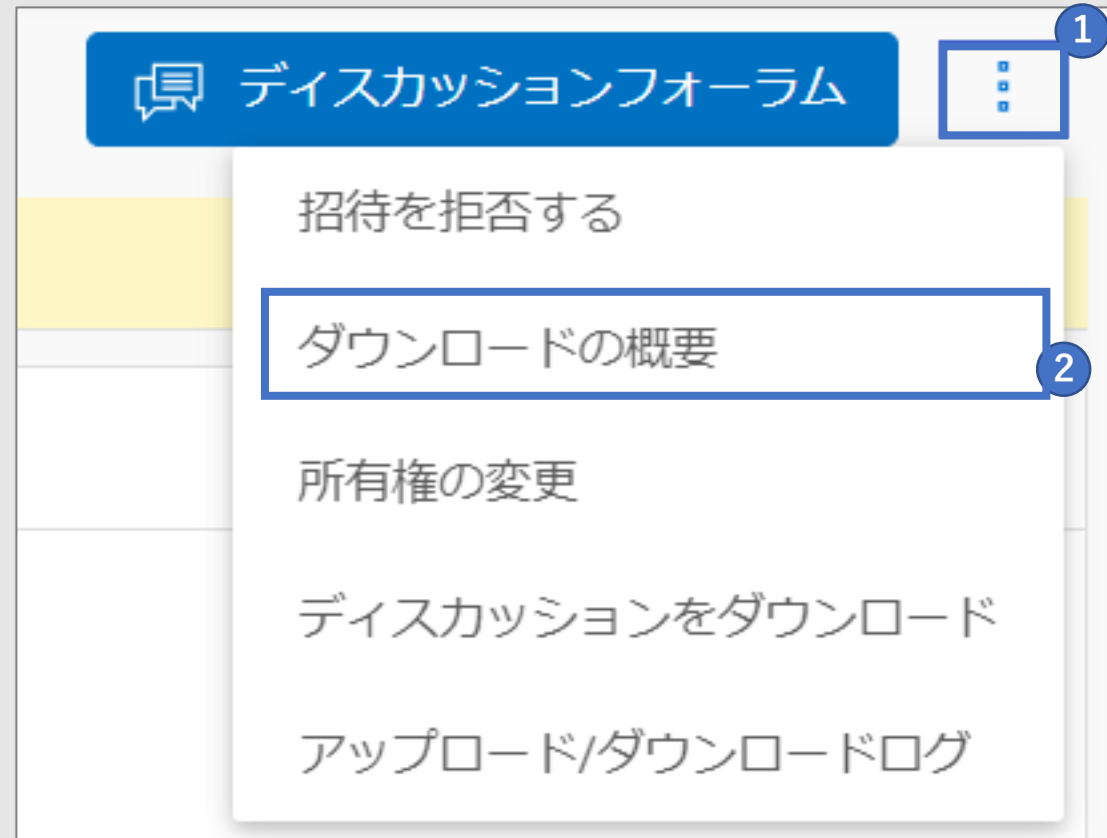 1
ディスカッションフォーラム
招待を拒否する
ダウンロードの概要
2
所有権の変更
ディスカッションをダウンロード
アップロード/ダウンロードログ